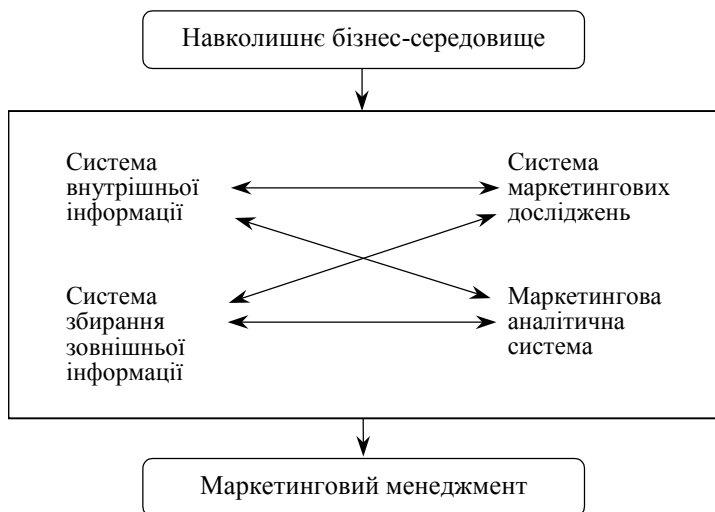 Навколишнє бізнес-середовище
Система
внутрішньої
інформації
Система
маркетингових
досліджень
Система
збирання
зовнішньої
інформації
Маркетингова
аналітична
система
Маркетинговий менеджмент